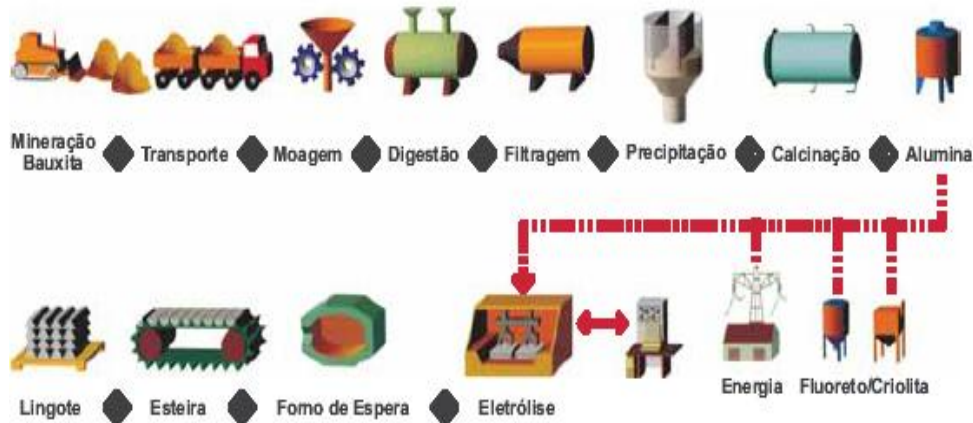 Mineração
Bauxita
Transporte
Moagem
Digestão
Filtragem
Precipitação
Calcinação
Alumina
Energia
Fluoreto/Criolita
Lingote
Esteira
Forno de Espera
Eletrólise